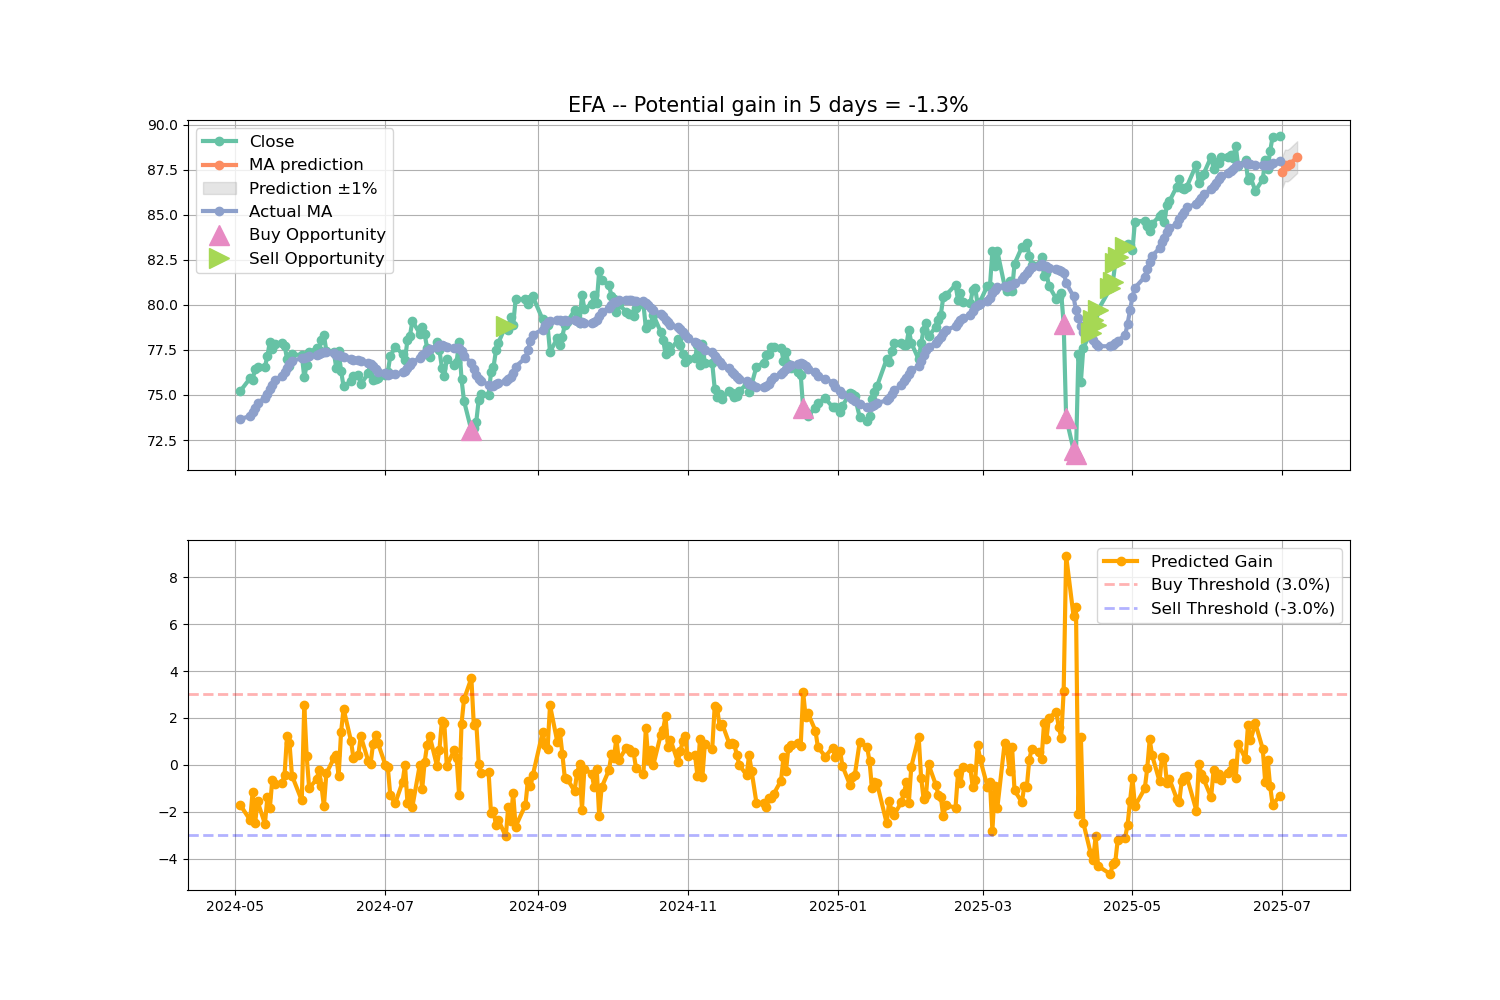 EFA -- Potential gain in 5 days = -1.3%
90.0
87.5
85.0
82.5
80.0
77.5
75.0
72.5
Close
MA prediction
Prediction ±1%
Actual MA
Buy Opportunity
Sell Opportunity
8
6
4
2
0
−2
−4
Predicted Gain
Buy Threshold (3.0%)
Sell Threshold (-3.0%)
2024-05
2024-07
2024-09
2024-11
2025-01
2025-03
2025-05
2025-07